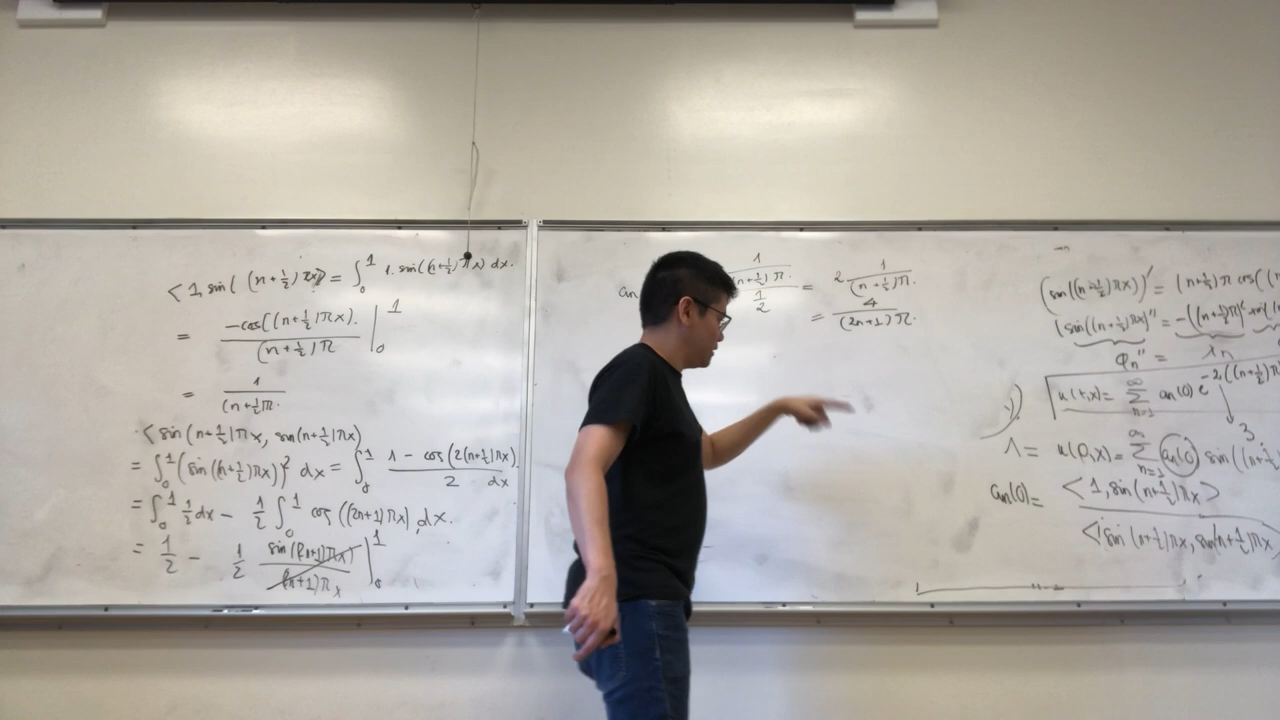 < 1, sin( (n+½) πx)> = ∫₀¹ 1. sin((n+½)πx) dx.
= -cos((n+½)πx) / (n+½)π |₀¹
= 1 / (n+½)π.
< sin(n+½)πx, sin(n+½)πx)
= ∫₀¹ (sin(n+½)πx)² dx = ∫₀¹ 1 - cos(2(n+½)πx) / 2 dx
= ∫₀¹ ½ dx - ½ ∫₀¹ cos((2n+1)πx) dx.
= ½ - ½ sin(2n+1)πx) / (2n+1)πx |₀¹
an
1 / (n+½)π. / ½ = 2 1 / (n+½)π.
= 4 / (2n+1)π.
(sin((n+½)πx))' = (n+½)π cos((
(sin((n+½)πx)'' = -((n+½)π)²
φn'' = λn
u(t,x) = ∑ n=1 ∞ an(0) e^-2((n+½)π
3
1 = u(0,x) = ∑ n=1 ∞ an(0) sin((n+½)
an(0) = < 1, sin(n+½)πx >
< sin(n+½)πx, sin(n+½)πx